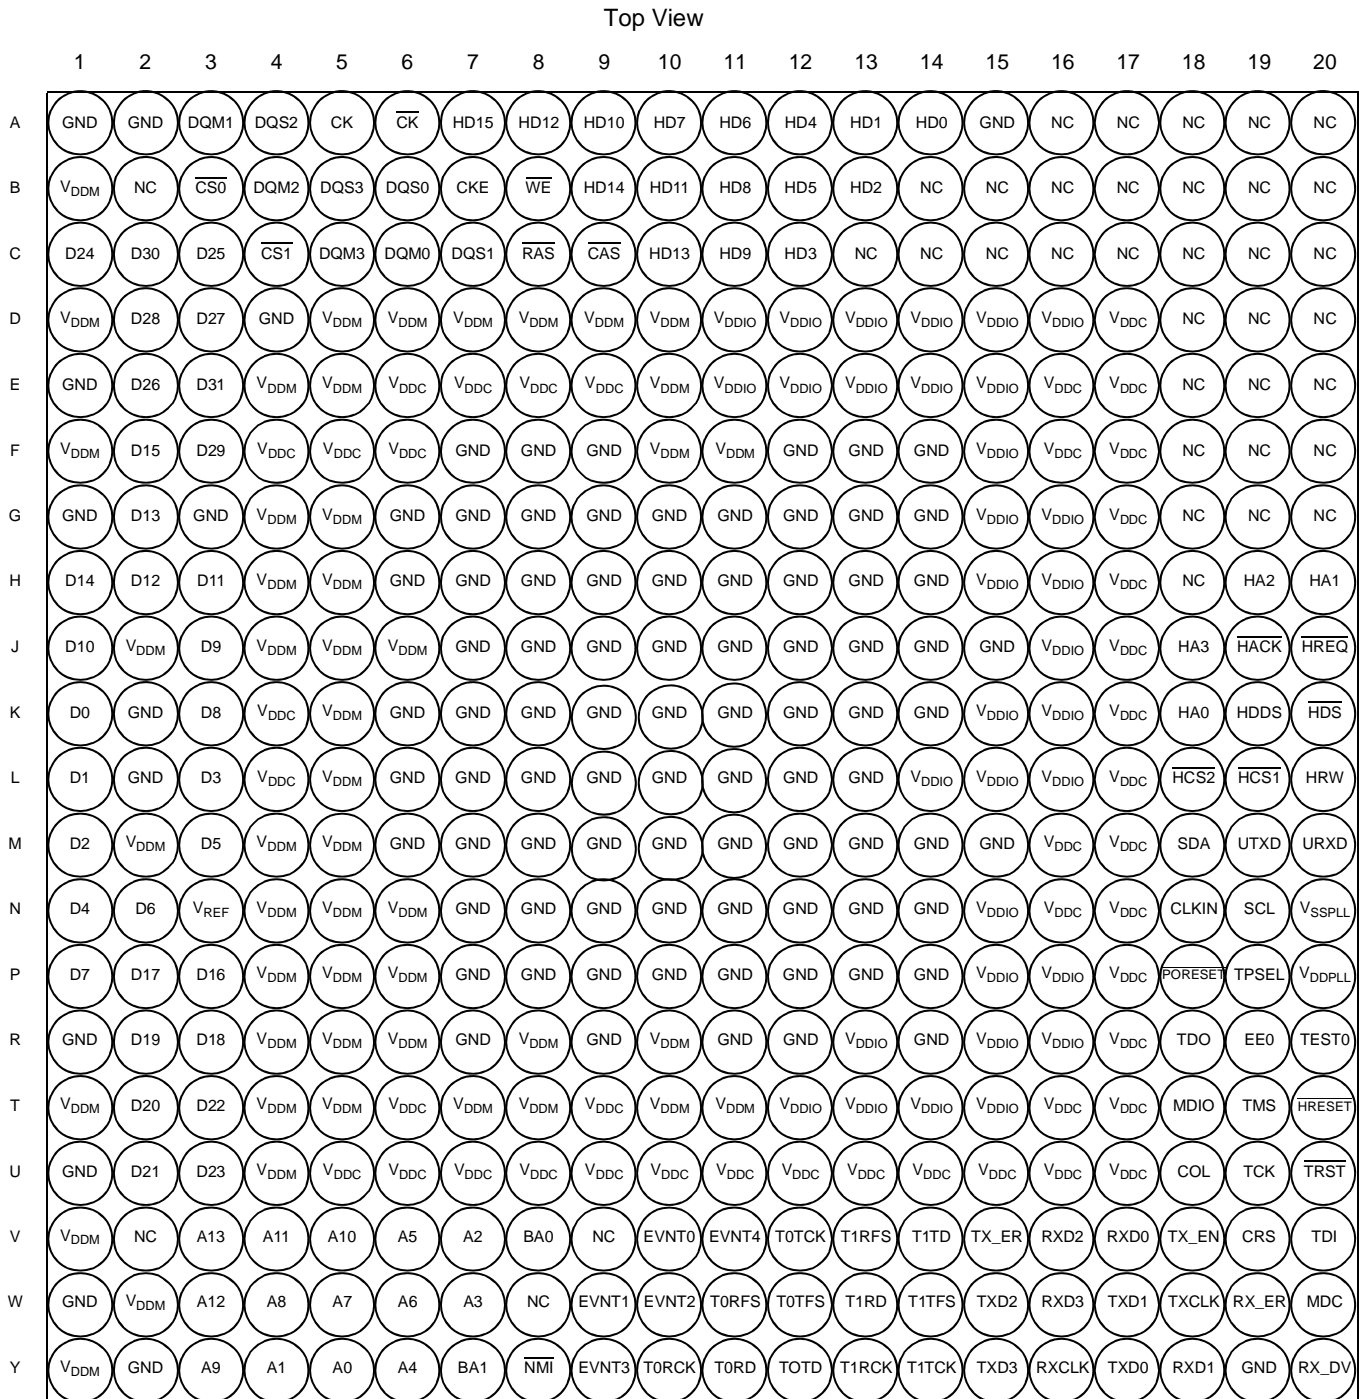 Top View
1 2 3 4 5 6 7 8 9 10 11 12 13 14 15 16 17 18 19 20
A GND GND DQM1 DQS2 CK C̅K̅ HD15 HD12 HD10 HD7 HD6 HD4 HD1 HD0 GND NC NC NC NC NC
B VDDM NC C̅S̅0̅ DQM2 DQS3 DQS0 CKE W̅E̅ HD14 HD11 HD8 HD5 HD2 NC NC NC NC NC NC NC
C D24 D30 D25 C̅S̅1̅ DQM3 DQM0 DQS1 R̅A̅S̅ C̅A̅S̅ HD13 HD9 HD3 NC NC NC NC NC NC NC NC
D VDDM D28 D27 GND VDDM VDDM VDDM VDDM VDDM VDDM VDDIO VDDIO VDDIO VDDIO VDDIO VDDIO VDDC NC NC NC
E GND D26 D31 VDDM VDDM VDDC VDDC VDDC VDDC VDDM VDDIO VDDIO VDDIO VDDIO VDDIO VDDC VDDC NC NC NC
F VDDM D15 D29 VDDC VDDC VDDC GND GND GND VDDM VDDM GND GND GND VDDIO VDDC VDDC NC NC NC
G GND D13 GND VDDM VDDM GND GND GND GND GND GND GND GND GND VDDIO VDDIO VDDC NC NC NC
H D14 D12 D11 VDDM VDDM GND GND GND GND GND GND GND GND GND VDDIO VDDIO VDDC NC HA2 HA1
J D10 VDDM D9 VDDM VDDM VDDM GND GND GND GND GND GND GND GND GND VDDIO VDDC HA3 H̅A̅C̅K̅ H̅R̅E̅Q̅
K D0 GND D8 VDDC VDDM GND GND GND GND GND GND GND GND GND VDDIO VDDIO VDDC HA0 HDDS H̅D̅S̅
L D1 GND D3 VDDC VDDM GND GND GND GND GND GND GND GND VDDIO VDDIO VDDIO VDDC H̅C̅S̅2̅ H̅C̅S̅1̅ HRW
M D2 VDDM D5 VDDM VDDM GND GND GND GND GND GND GND GND GND GND VDDC VDDC SDA UTXD URXD
N D4 D6 VREF VDDM VDDM VDDM GND GND GND GND GND GND GND GND VDDIO VDDC VDDC CLKIN SCL VSSPLL
P D7 D17 D16 VDDM VDDM VDDM GND GND GND GND GND GND GND GND VDDIO VDDIO VDDC P̅O̅R̅E̅S̅E̅T̅ TPSEL VDDPLL
R GND D19 D18 VDDM VDDM VDDM GND VDDM GND VDDM GND GND VDDIO GND VDDIO VDDIO VDDC TDO EE0 TEST0
T VDDM D20 D22 VDDM VDDM VDDC VDDM VDDM VDDC VDDM VDDM VDDIO VDDIO VDDIO VDDIO VDDC VDDC MDIO TMS H̅R̅E̅S̅E̅T̅
U GND D21 D23 VDDM VDDC VDDC VDDC VDDC VDDC VDDC VDDC VDDC VDDC VDDC VDDC VDDC VDDC COL TCK T̅R̅S̅T̅
V VDDM NC A13 A11 A10 A5 A2 BA0 NC EVNT0 EVNT4 T0TCK T1RFS T1TD TX_ER RXD2 RXD0 TX_EN CRS TDI
W GND VDDM A12 A8 A7 A6 A3 NC EVNT1 EVNT2 T0RFS T0TFS T1RD T1TFS TXD2 RXD3 TXD1 TXCLK RX_ER MDC
Y VDDM GND A9 A1 A0 A4 BA1 N̅M̅I̅ EVNT3 T0RCK T0RD TOTD T1RCK T1TCK TXD3 RXCLK TXD0 RXD1 GND RX_DV